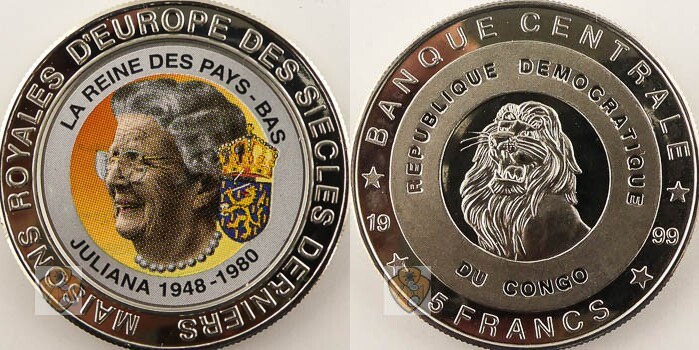 MAISONS ROYALES D'EUROPE DES SIECLES DERNIERS
LA REINE DES PAYS-BAS
JULIANA 1948-1980
BANQUE CENTRALE
REPUBLIQUE DEMOCRATIQUE
DU CONGO
19 99
5 FRANCS